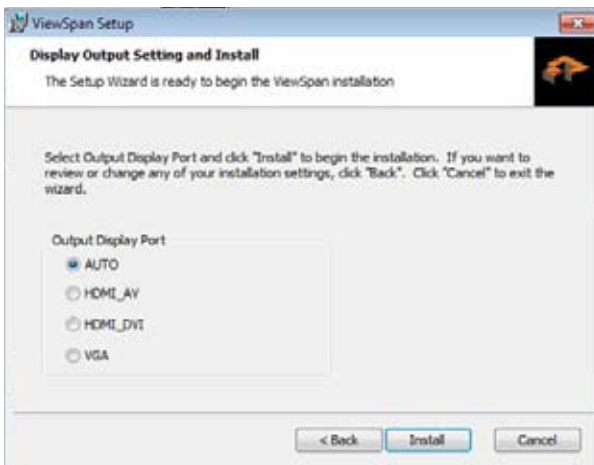 ViewSpan Setup
Display Output Setting and Install
The Setup Wizard is ready to begin the ViewSpan installation
Select Output Display Port and click "Install" to begin the installation. If you want to
review or change any of your installation settings, click "Back". Click "Cancel" to exit the
wizard.
Output Display Port
AUTO
HDMI_AV
HDMI_DVI
VGA
< Back Install Cancel